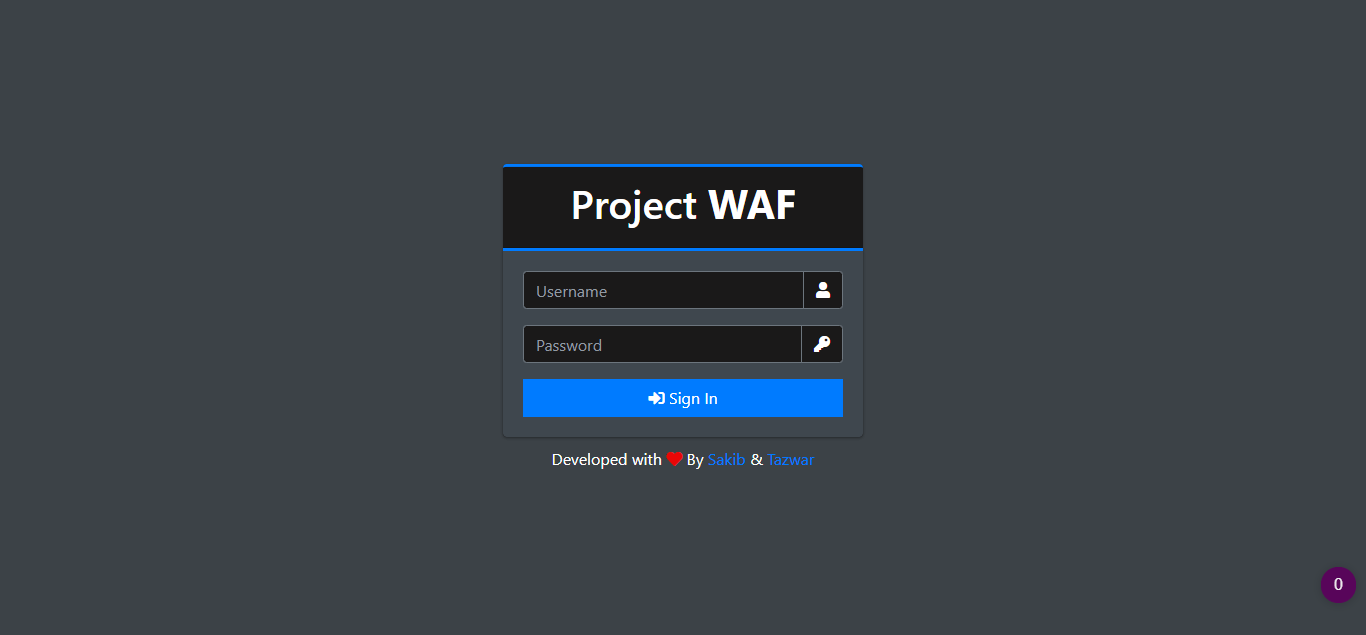 Project WAF
Username
Password
Sign In
Developed with ❤ By Sakib & Tazwar
0